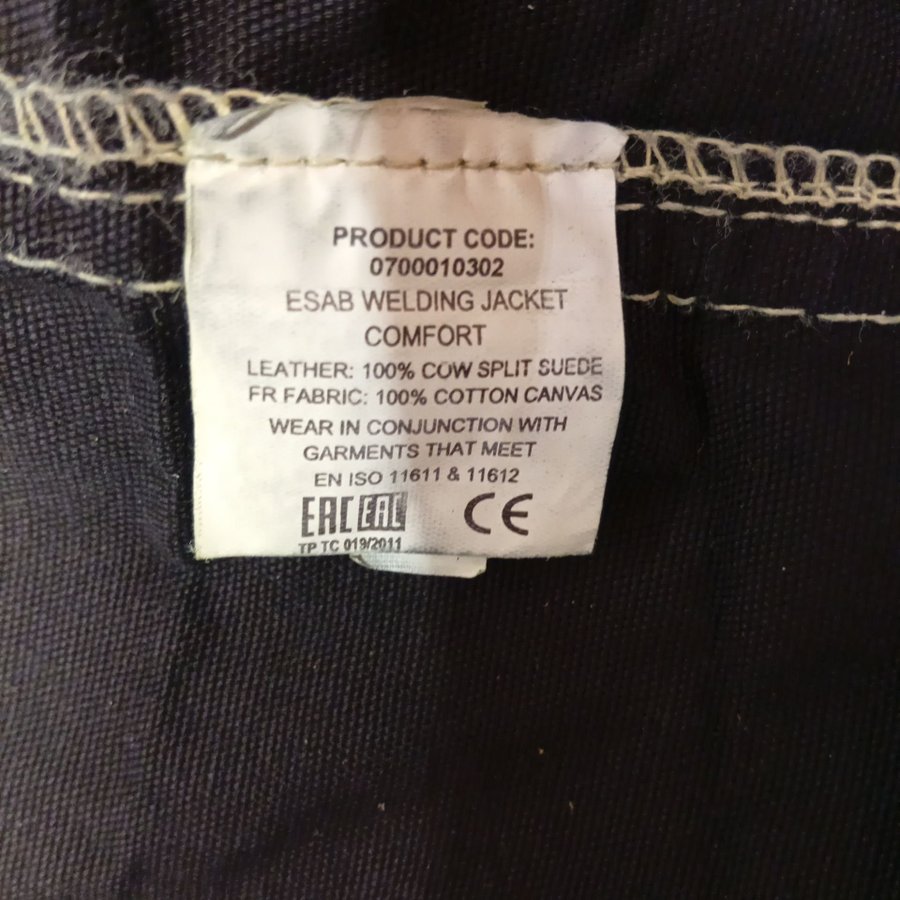 PRODUCT CODE:
0700010302
ESAB WELDING JACKET
COMFORT
LEATHER: 100% COW SPLIT SUEDE
FR FABRIC: 100% COTTON CANVAS
WEAR IN CONJUNCTION WITH
GARMENTS THAT MEET
EN ISO 11611 & 11612
EAC EAC CE
TP TC 019/2011